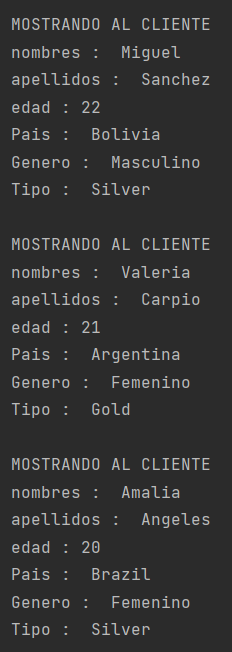 MOSTRANDO AL CLIENTE
nombres :  Miguel
apellidos :  Sanchez
edad : 22
Pais :  Bolivia
Genero :  Masculino
Tipo :  Silver

MOSTRANDO AL CLIENTE
nombres :  Valeria
apellidos :  Carpio
edad : 21
Pais :  Argentina
Genero :  Femenino
Tipo :  Gold

MOSTRANDO AL CLIENTE
nombres :  Amalia
apellidos :  Angeles
edad : 20
Pais :  Brazil
Genero :  Femenino
Tipo :  Silver